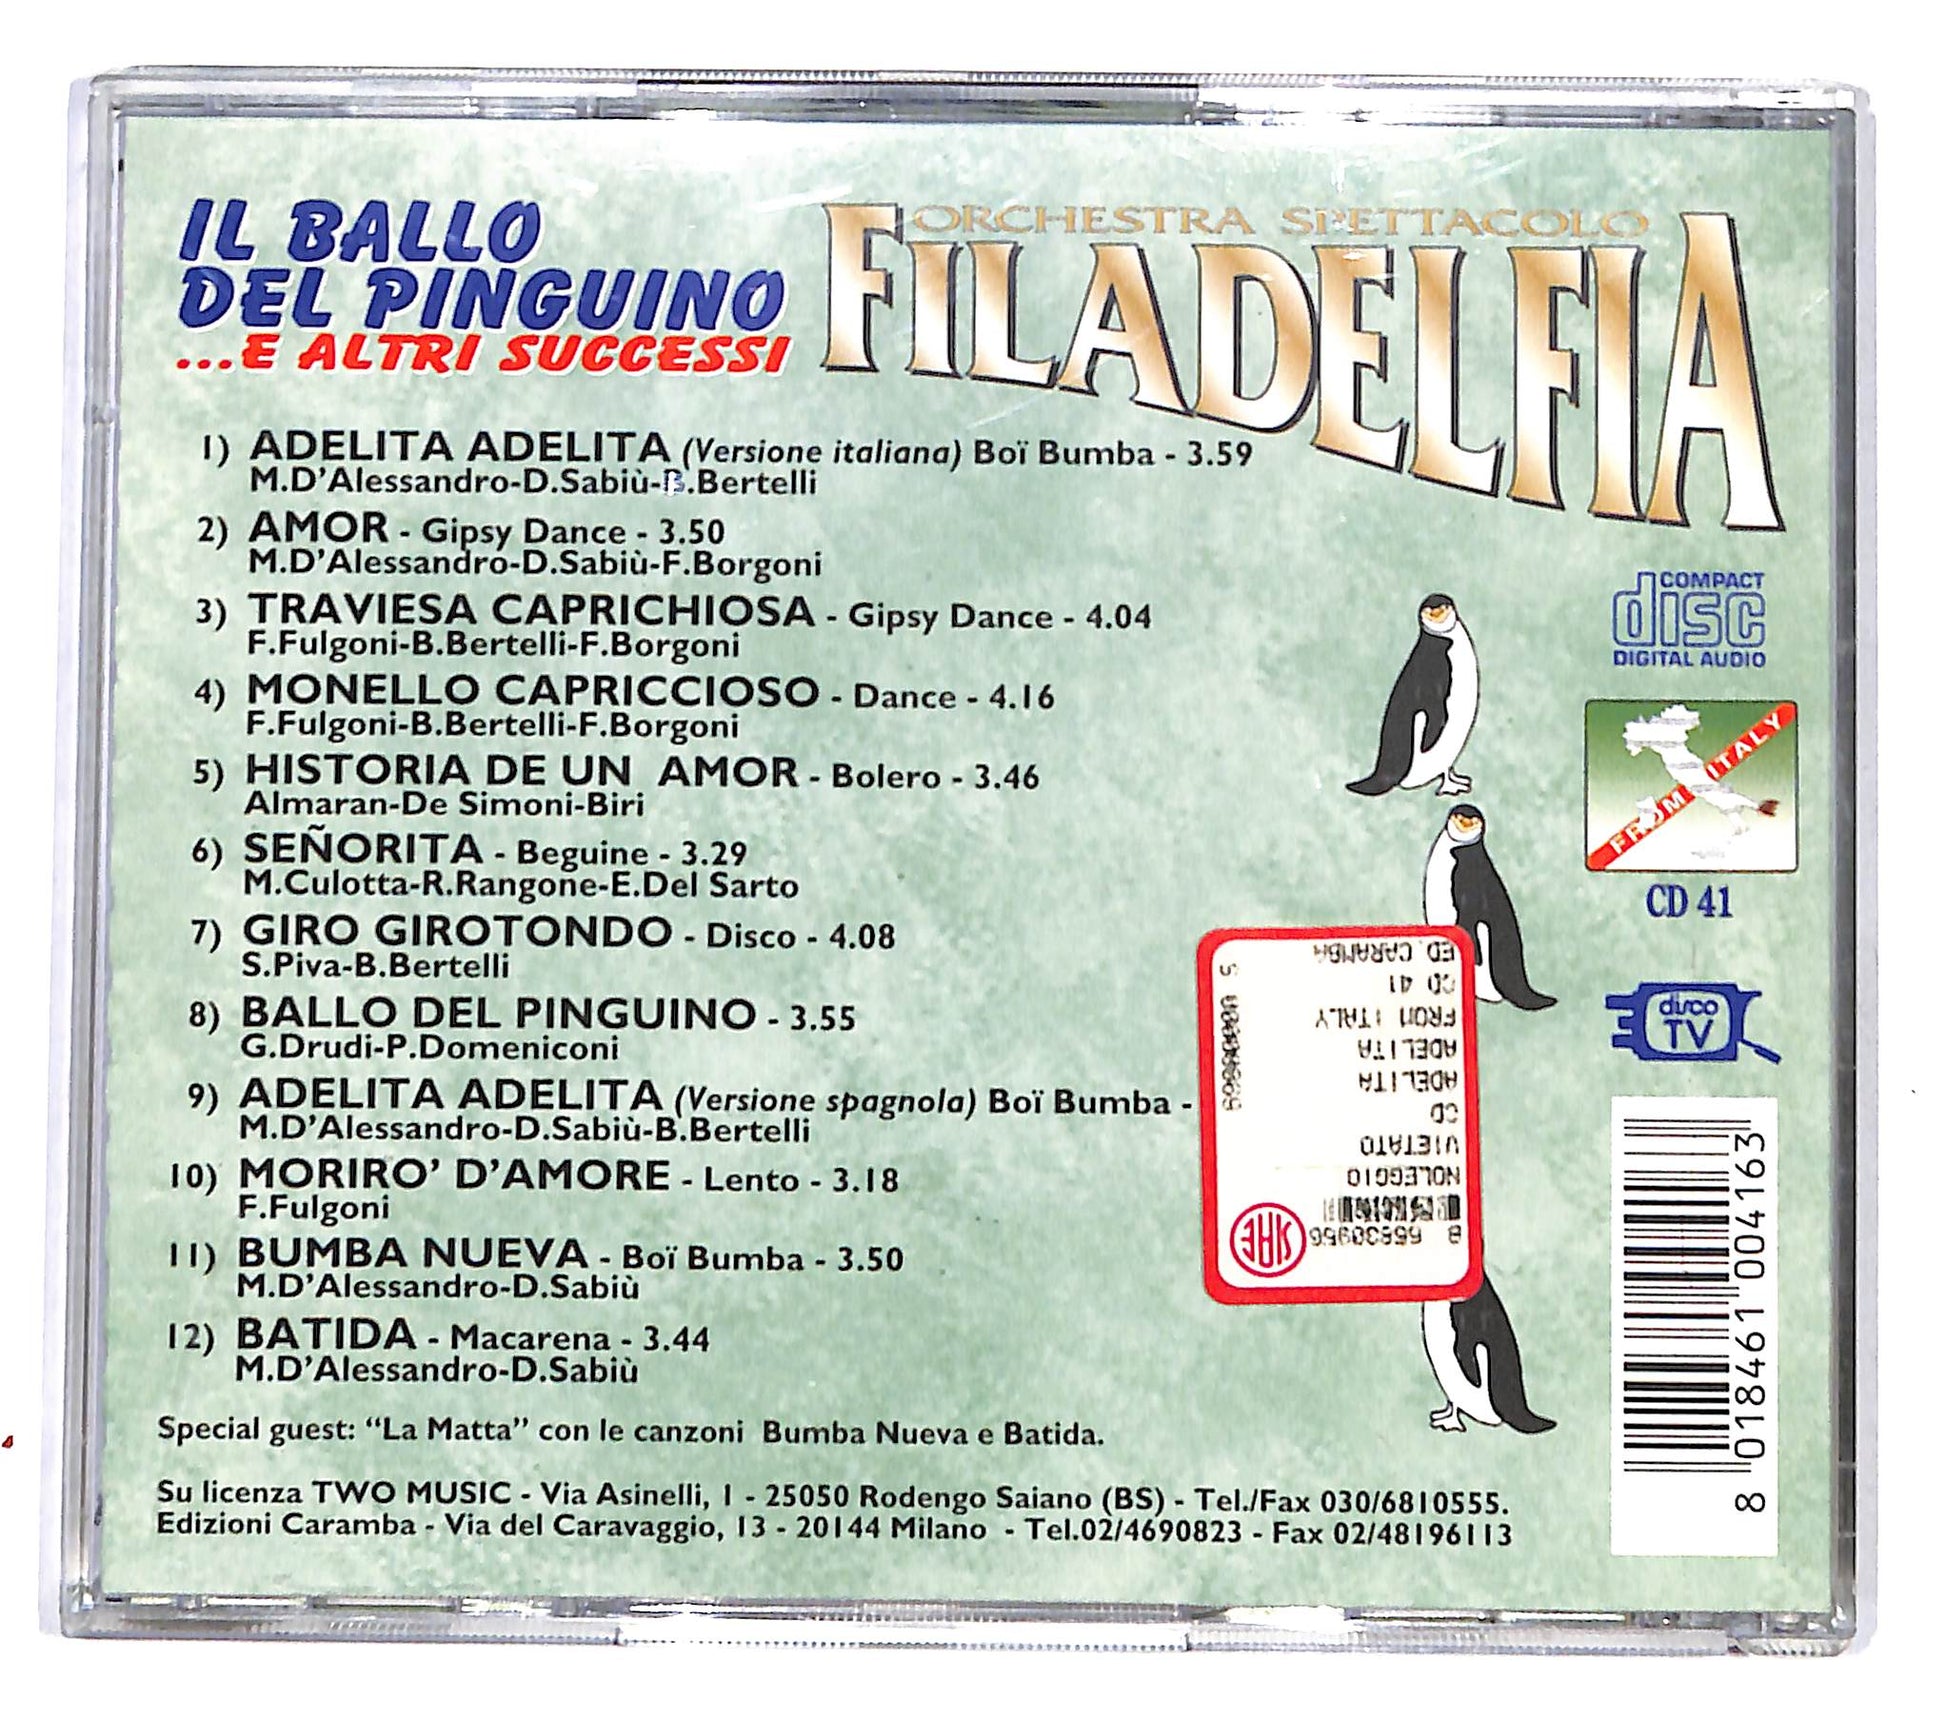 IL BALLO
DEL PINGUINO
...E ALTRI SUCCESSI
ORCHESTRA SPETTACOLO
FILADELFIA
1) ADELITA ADELITA (Versione italiana) Boï Bumba - 3.59
M.D'Alessandro-D.Sabiù-B.Bertelli
2) AMOR - Gipsy Dance - 3.50
M.D'Alessandro-D.Sabiù-F.Borgoni
3) TRAVIESA CAPRICHIOSA - Gipsy Dance - 4.04
F.Fulgoni-B.Bertelli-F.Borgoni
4) MONELLO CAPRICCIOSO - Dance - 4.16
F.Fulgoni-B.Bertelli-F.Borgoni
5) HISTORIA DE UN AMOR - Bolero - 3.46
Almaran-De Simoni-Biri
6) SEÑORITA - Beguine - 3.29
M.Culotta-R.Rangone-E.Del Sarto
7) GIRO GIROTONDO - Disco - 4.08
S.Piva-B.Bertelli
8) BALLO DEL PINGUINO - 3.55
G.Drudi-P.Domeniconi
9) ADELITA ADELITA (Versione spagnola) Boï Bumba -
M.D'Alessandro-D.Sabiù-B.Bertelli
10) MORIRO' D'AMORE - Lento - 3.18
F.Fulgoni
11) BUMBA NUEVA - Boï Bumba - 3.50
M.D'Alessandro-D.Sabiù
12) BATIDA - Macarena - 3.44
M.D'Alessandro-D.Sabiù
Special guest: "La Matta" con le canzoni Bumba Nueva e Batida.
Su licenza TWO MUSIC - Via Asinelli, 1 - 25050 Rodengo Saiano (BS) - Tel./Fax 030/6810555.
Edizioni Caramba - Via del Caravaggio, 13 - 20144 Milano - Tel.02/4690823 - Fax 02/48196113
COMPACT
disc
DIGITAL AUDIO
FROM ITALY
CD 41
disco
TV
SIAE
NOLEGGIO
VIETATO
CD
ADELITA
ADELITA
FROM ITALY
CD 41
ED. CARAMBA
8 018461 004163